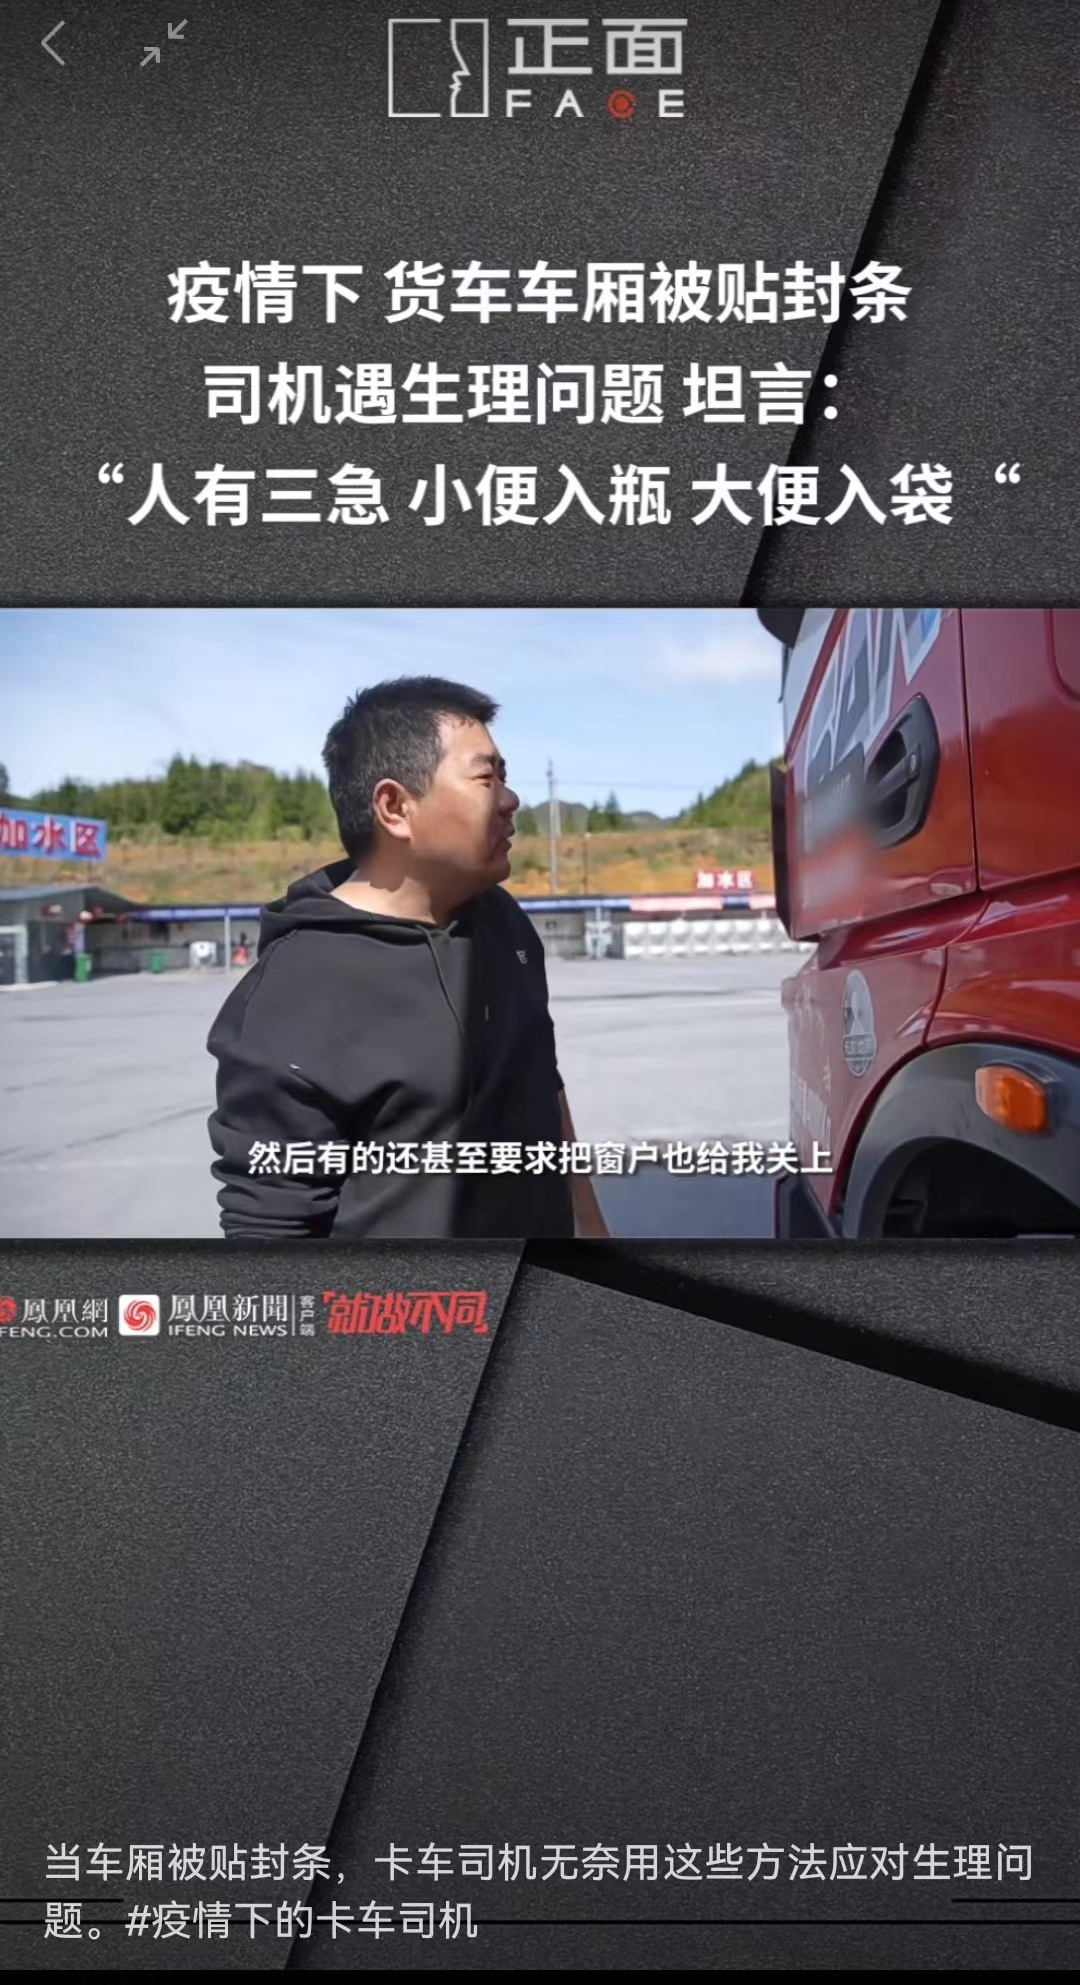 正面
FACE
疫情下 货车车厢被贴封条
司机遇生理问题 坦言：
“人有三急 小便入瓶 大便入袋“
加水区
加水区
然后有的还甚至要求把窗户也给我关上
鳳凰網
FENG.COM
鳳凰新聞
IFENG NEWS
客户端
「就做不同」
当车厢被贴封条，卡车司机无奈用这些方法应对生理问
题。#疫情下的卡车司机